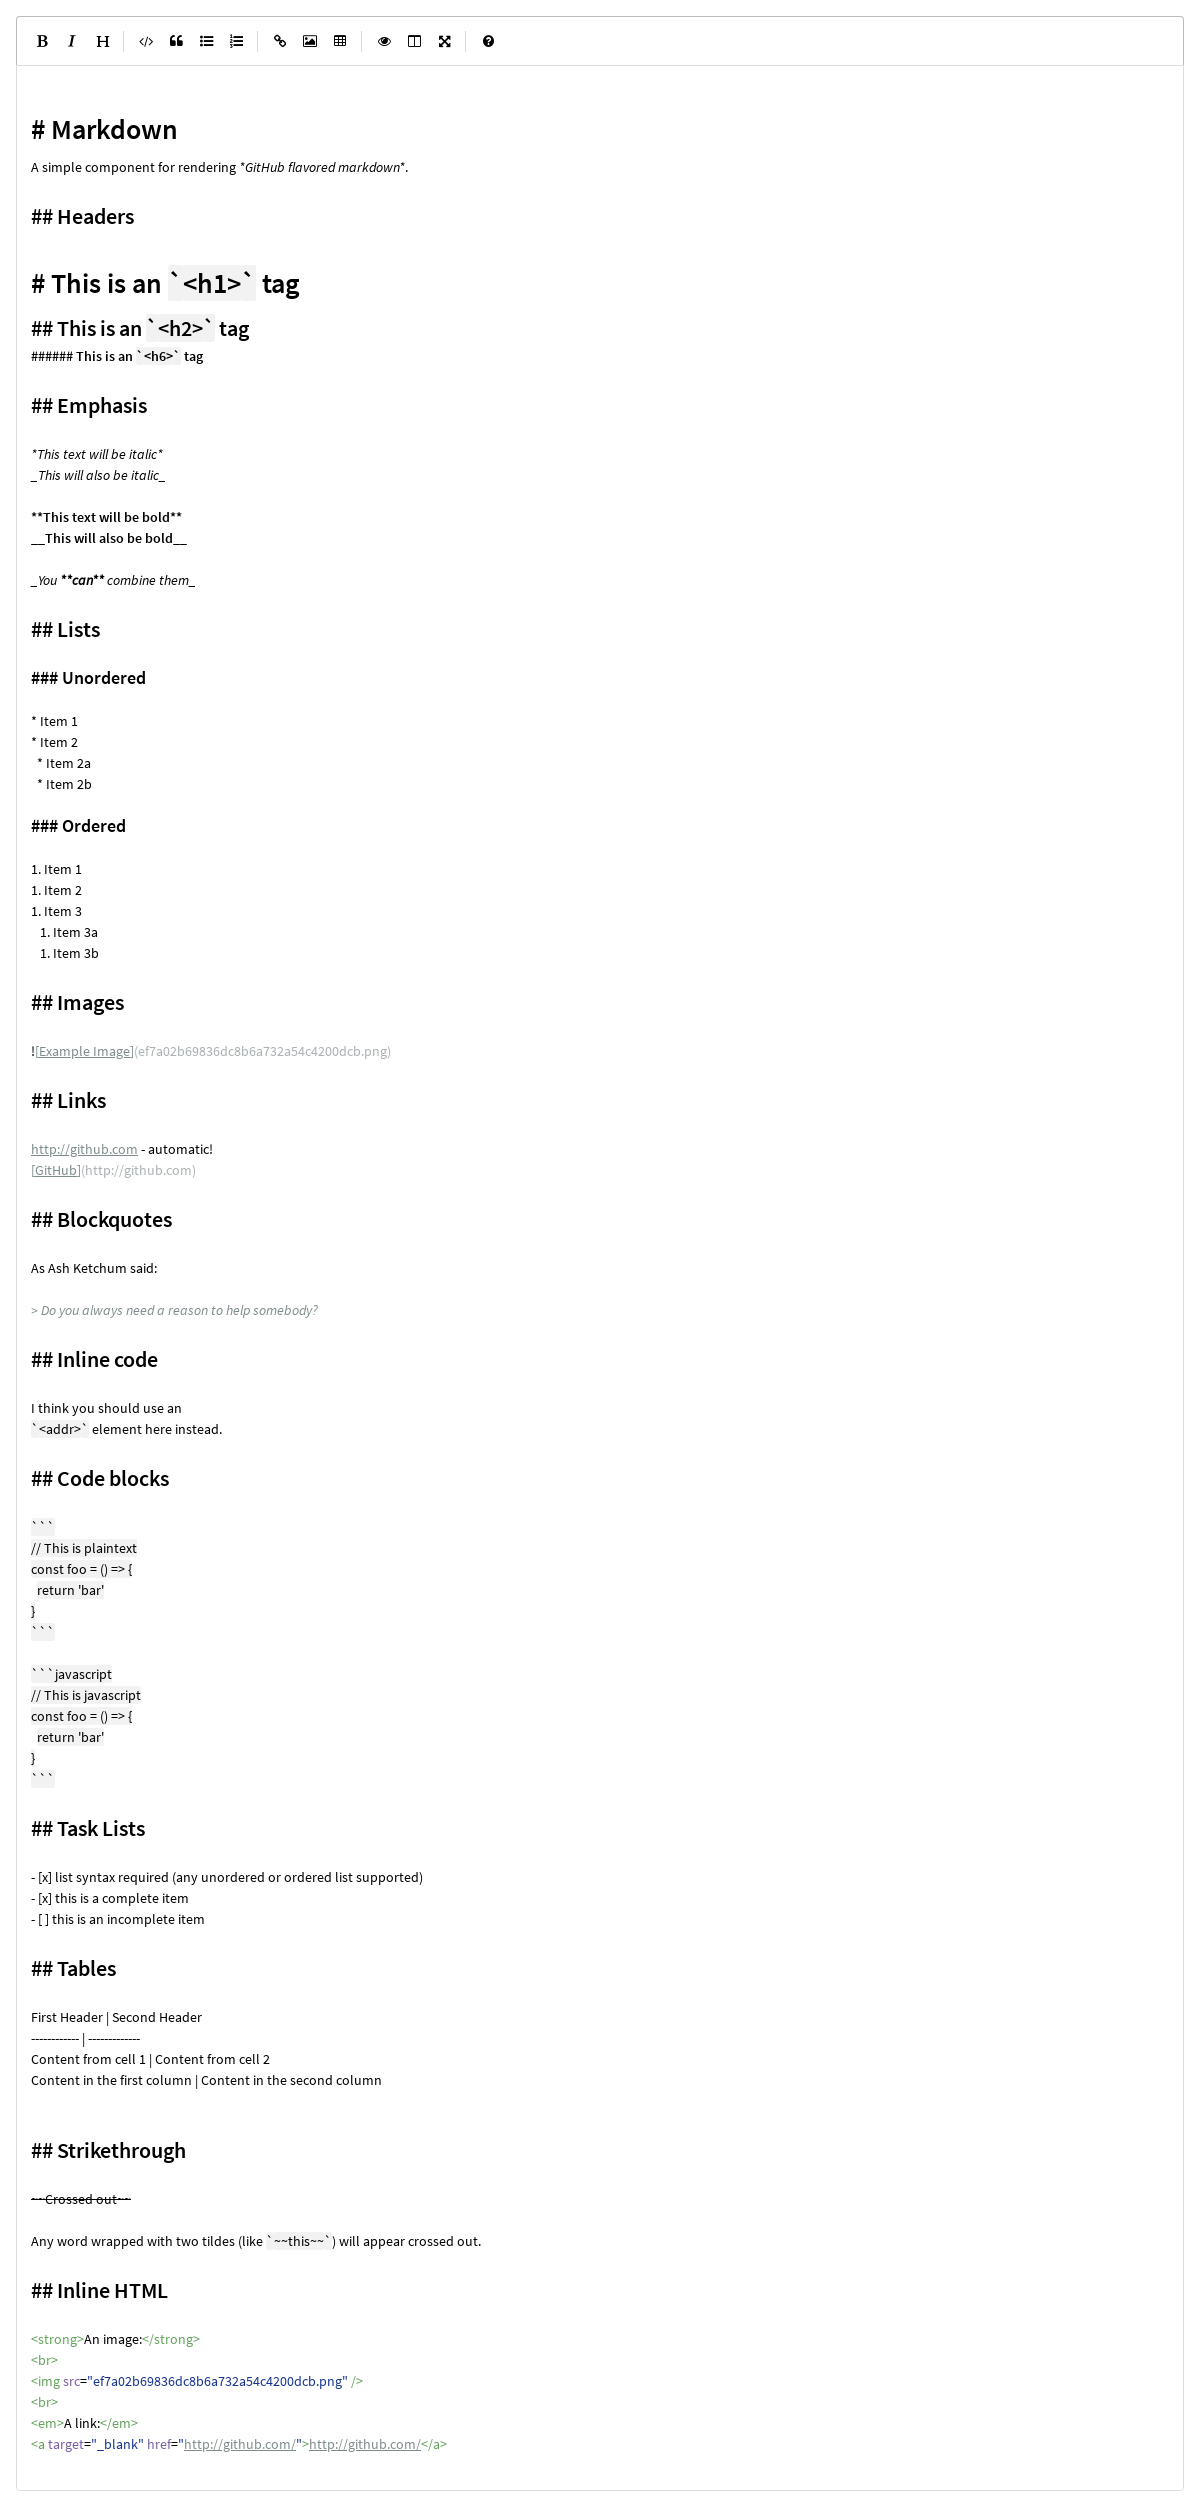 B I H
# Markdown
A simple component for rendering *GitHub flavored markdown*.
## Headers
# This is an `<h1>` tag
## This is an `<h2>` tag
###### This is an `<h6>` tag
## Emphasis
*This text will be italic*
_This will also be italic_
**This text will be bold**
__This will also be bold__
_You **can** combine them_
## Lists
### Unordered
* Item 1
* Item 2
  * Item 2a
  * Item 2b
### Ordered
1. Item 1
1. Item 2
1. Item 3
   1. Item 3a
   1. Item 3b
## Images
![Example Image](ef7a02b69836dc8b6a732a54c4200dcb.png)
## Links
http://github.com - automatic!
[GitHub](http://github.com)
## Blockquotes
As Ash Ketchum said:
> Do you always need a reason to help somebody?
## Inline code
I think you should use an
`<addr>` element here instead.
## Code blocks
```
// This is plaintext
const foo = () => {
  return 'bar'
}
```
```javascript
// This is javascript
const foo = () => {
  return 'bar'
}
```
## Task Lists
- [x] list syntax required (any unordered or ordered list supported)
- [x] this is a complete item
- [ ] this is an incomplete item
## Tables
First Header | Second Header
------------ | -------------
Content from cell 1 | Content from cell 2
Content in the first column | Content in the second column
## Strikethrough
~~Crossed out~~
Any word wrapped with two tildes (like `~~this~~`) will appear crossed out.
## Inline HTML
<strong>An image:</strong>
<br>
<img src="ef7a02b69836dc8b6a732a54c4200dcb.png" />
<br>
<em>A link:</em>
<a target="_blank" href="http://github.com/">http://github.com/</a>